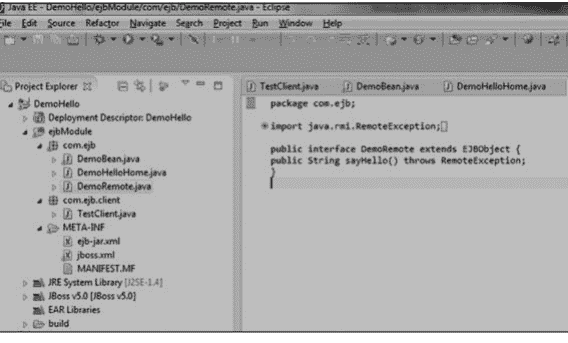 Java EE - DemoHello/ejbModule/com/ejb/DemoRemote.java - Eclipse
File Edit Source Refactor Navigate Search Project Run Window Help
Project Explorer
TestClient.java DemoBean.java DemoHelloHome.java
DemoHello
Deployment Descriptor: DemoHello
ejbModule
com.ejb
DemoBean.java
DemoHelloHome.java
DemoRemote.java
com.ejb.client
TestClient.java
META-INF
ejb-jar.xml
jboss.xml
MANIFEST.MF
JRE System Library [J2SE-1.4]
JBoss v5.0 [JBoss v5.0]
EAR Libraries
build
package com.ejb;
import java.rmi.RemoteException;
public interface DemoRemote extends EJBObject {
public String sayHello() throws RemoteException;
}